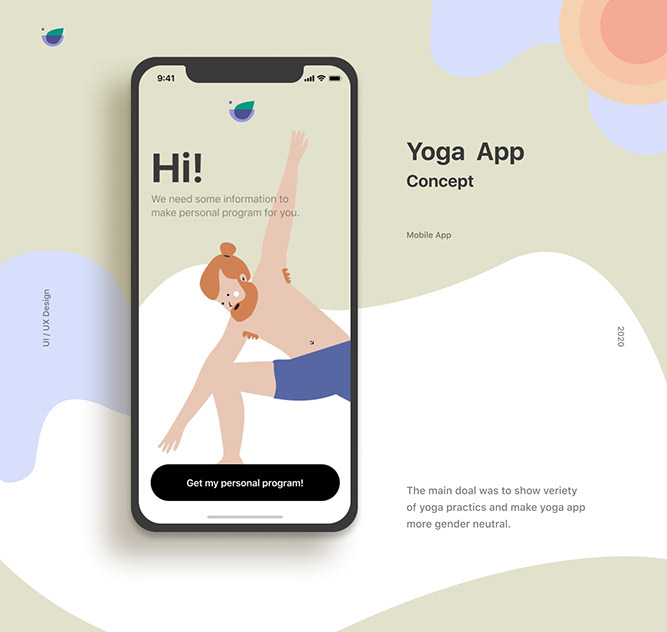 9:41
Hi!
We need some information to
make personal program for you.
Get my personal program!
Yoga App
Concept
Mobile App
UI / UX Design
2020
The main doal was to show veriety
of yoga practics and make yoga app
more gender neutral.